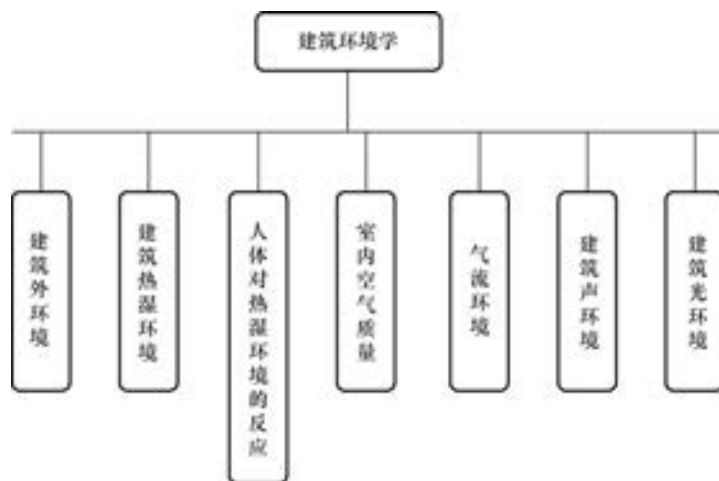 建筑环境学
建筑外环境
建筑热湿环境
人体对热湿环境的反应
室内空气质量
气流环境
建筑声环境
建筑光环境